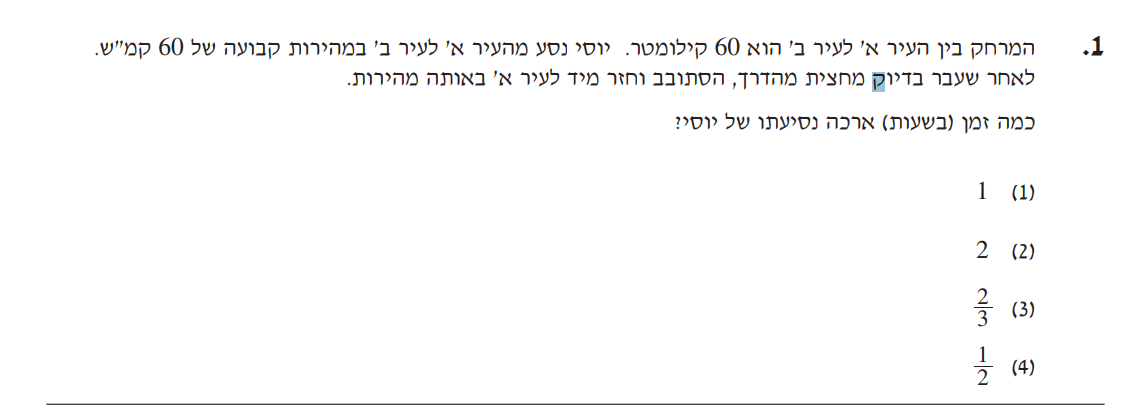 1. המרחק בין העיר א' לעיר ב' הוא 60 קילומטר. יוסי נסע מהעיר א' לעיר ב' במהירות קבועה של 60 קמ"ש.
לאחר שעבר בדיוק מחצית מהדרך, הסתובב וחזר מיד לעיר א' באותה מהירות.
כמה זמן (בשעות) ארכה נסיעתו של יוסי?
(1) 1
(2) 2
(3) 2/3
(4) 1/2